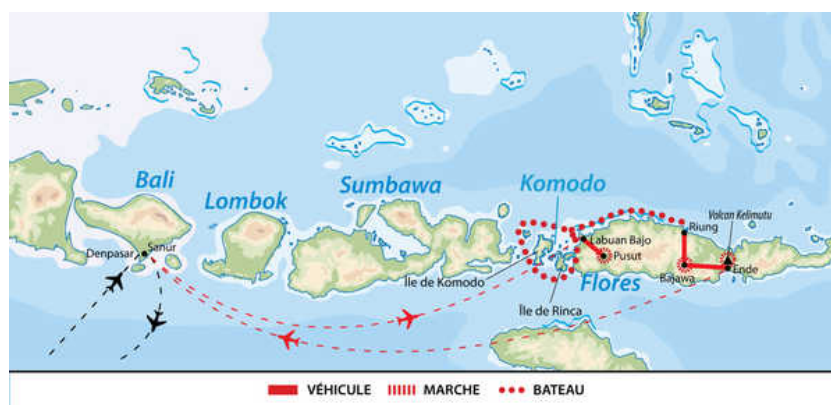 Bali
Lombok
Sumbawa
Komodo
Volcan Kelimutu
Riung
Denpasar
Sanur
Labuan Bajo
Pusut
Île de Komodo
Flores
Bajawa
Ende
Île de Rinca
VÉHICULE MARCHE BATEAU